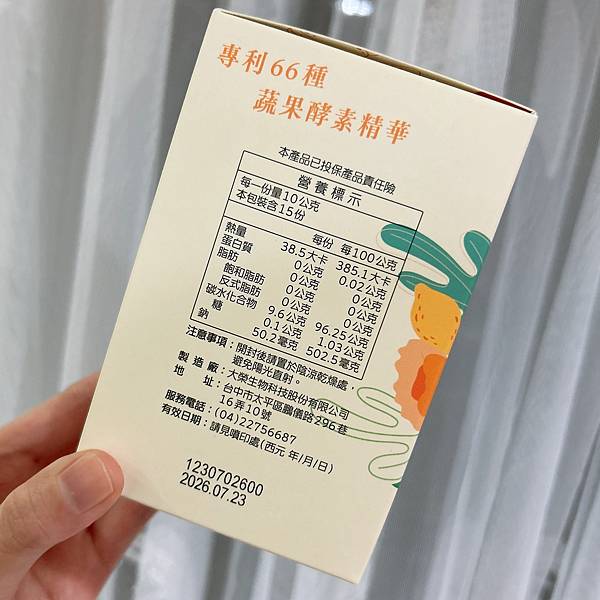 專利66種
蔬果酵素精華
本產品已投保產品責任險
營養標示
每一份量10公克
本包裝含15份
每份 每100公克
熱量 38.5大卡 385.1大卡
蛋白質 0公克 0.02公克
脂肪 0公克 0公克
飽和脂肪 0公克 0公克
反式脂肪 0公克 0公克
碳水化合物 9.6公克 96.25公克
糖 0.1公克 1.03公克
鈉 50.2毫克 502.5毫克
注意事項：開封後請置於陰涼乾燥處，
避免陽光直射。
製造廠：大榮生物科技股份有限公司
地址：台中市太平區鵬儀路296巷
16弄10號
服務電話：(04)22756687
有效日期：請見噴印處(西元 年/月/日)
1230702600
2026.07.23